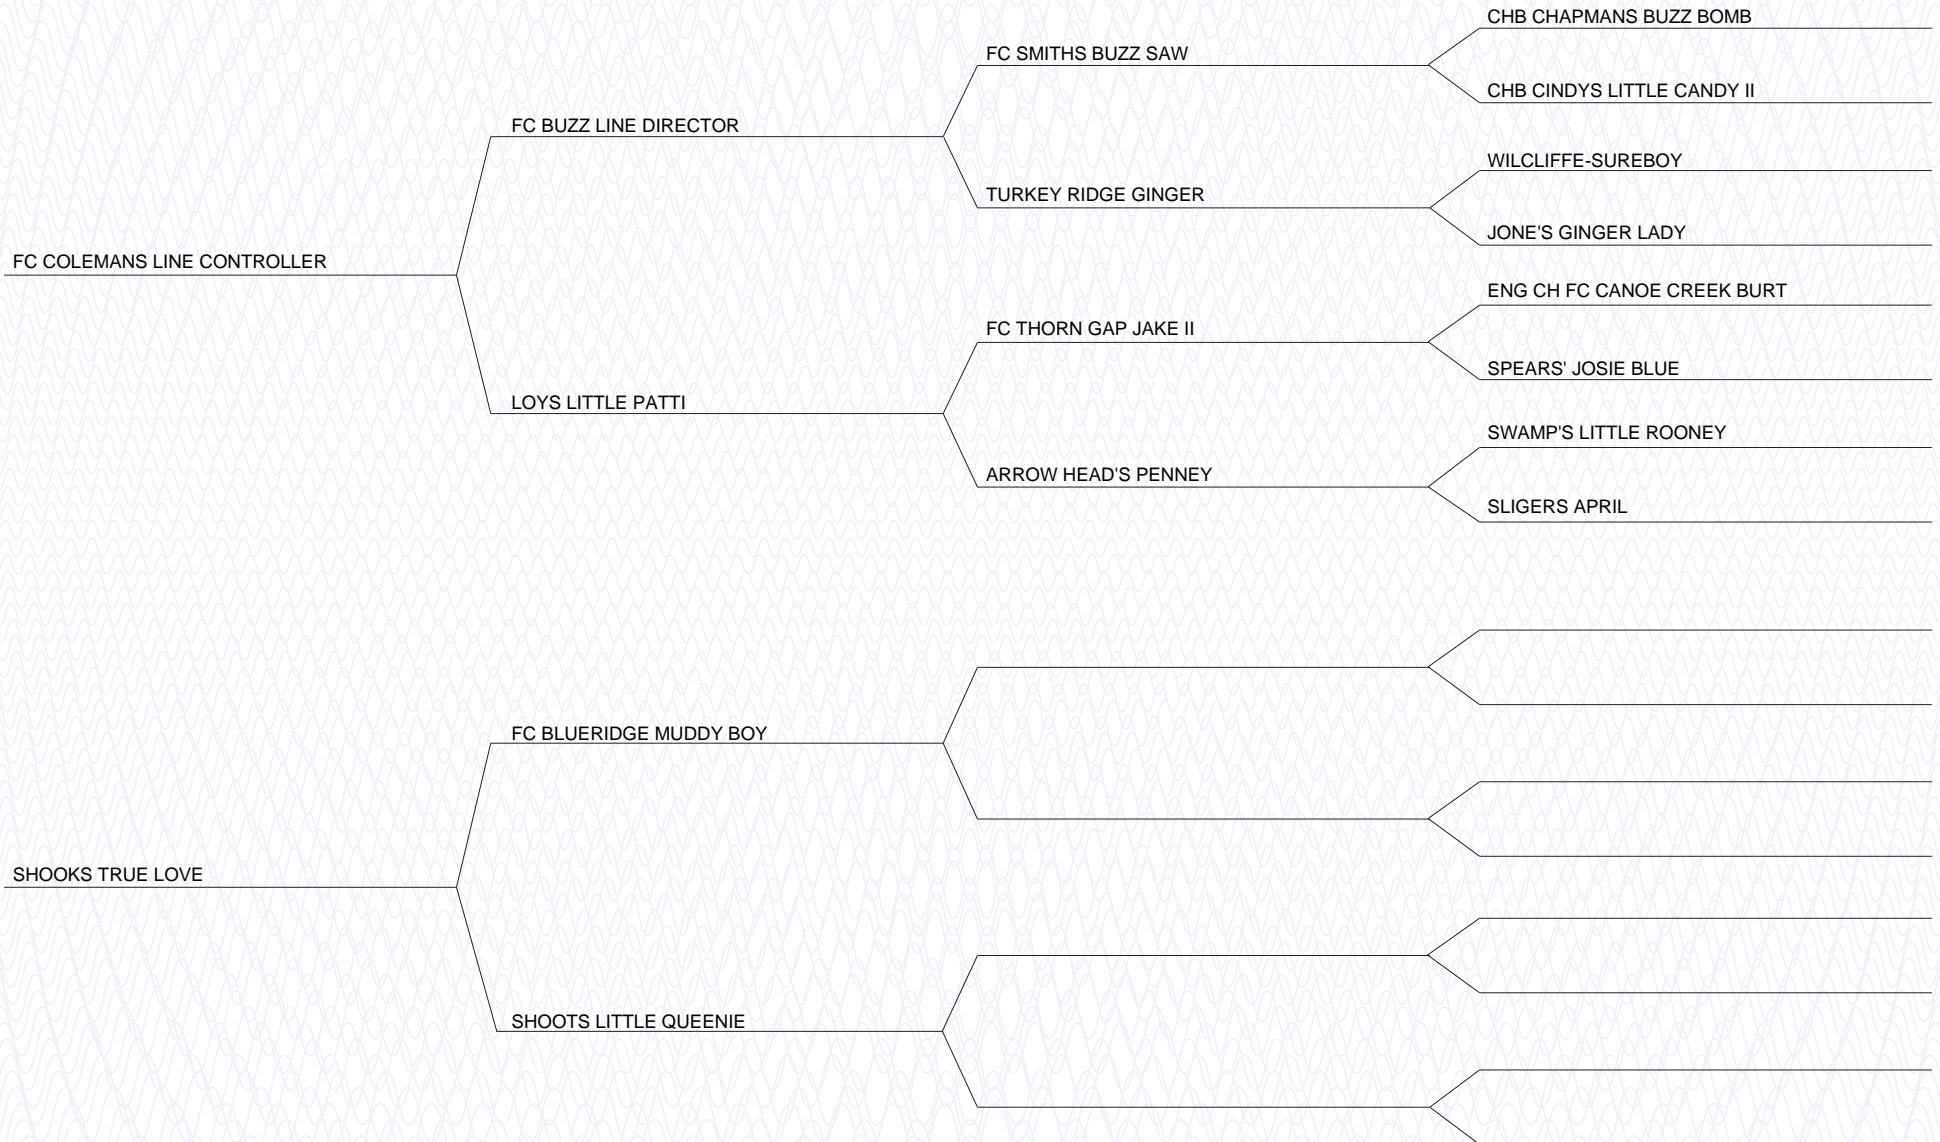 CHB CHAPMANS BUZZ BOMB
FC SMITHS BUZZ SAW
CHB CINDYS LITTLE CANDY II
FC BUZZ LINE DIRECTOR
WILCLIFFE-SUREBOY
TURKEY RIDGE GINGER
JONE'S GINGER LADY
FC COLEMANS LINE CONTROLLER
ENG CH FC CANOE CREEK BURT
FC THORN GAP JAKE II
SPEARS' JOSIE BLUE
LOYS LITTLE PATTI
SWAMP'S LITTLE ROONEY
ARROW HEAD'S PENNEY
SLIGERS APRIL
FC BLUERIDGE MUDDY BOY
SHOOKS TRUE LOVE
SHOOTS LITTLE QUEENIE